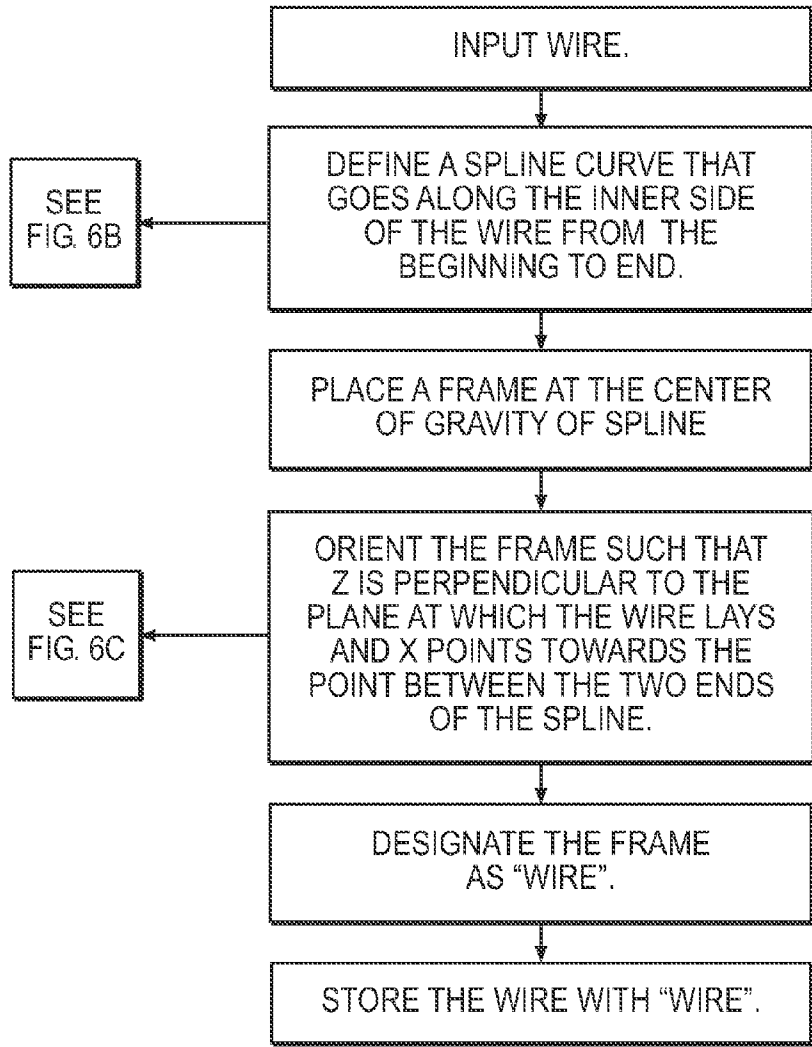 INPUT WIRE.
DEFINE A SPLINE CURVE THAT
GOES ALONG THE INNER SIDE
OF THE WIRE FROM THE
BEGINNING TO END.
SEE
FIG. 6B
PLACE A FRAME AT THE CENTER
OF GRAVITY OF SPLINE
ORIENT THE FRAME SUCH THAT
Z IS PERPENDICULAR TO THE
PLANE AT WHICH THE WIRE LAYS
AND X POINTS TOWARDS THE
POINT BETWEEN THE TWO ENDS
OF THE SPLINE.
SEE
FIG. 6C
DESIGNATE THE FRAME
AS “WIRE”.
STORE THE WIRE WITH “WIRE”.